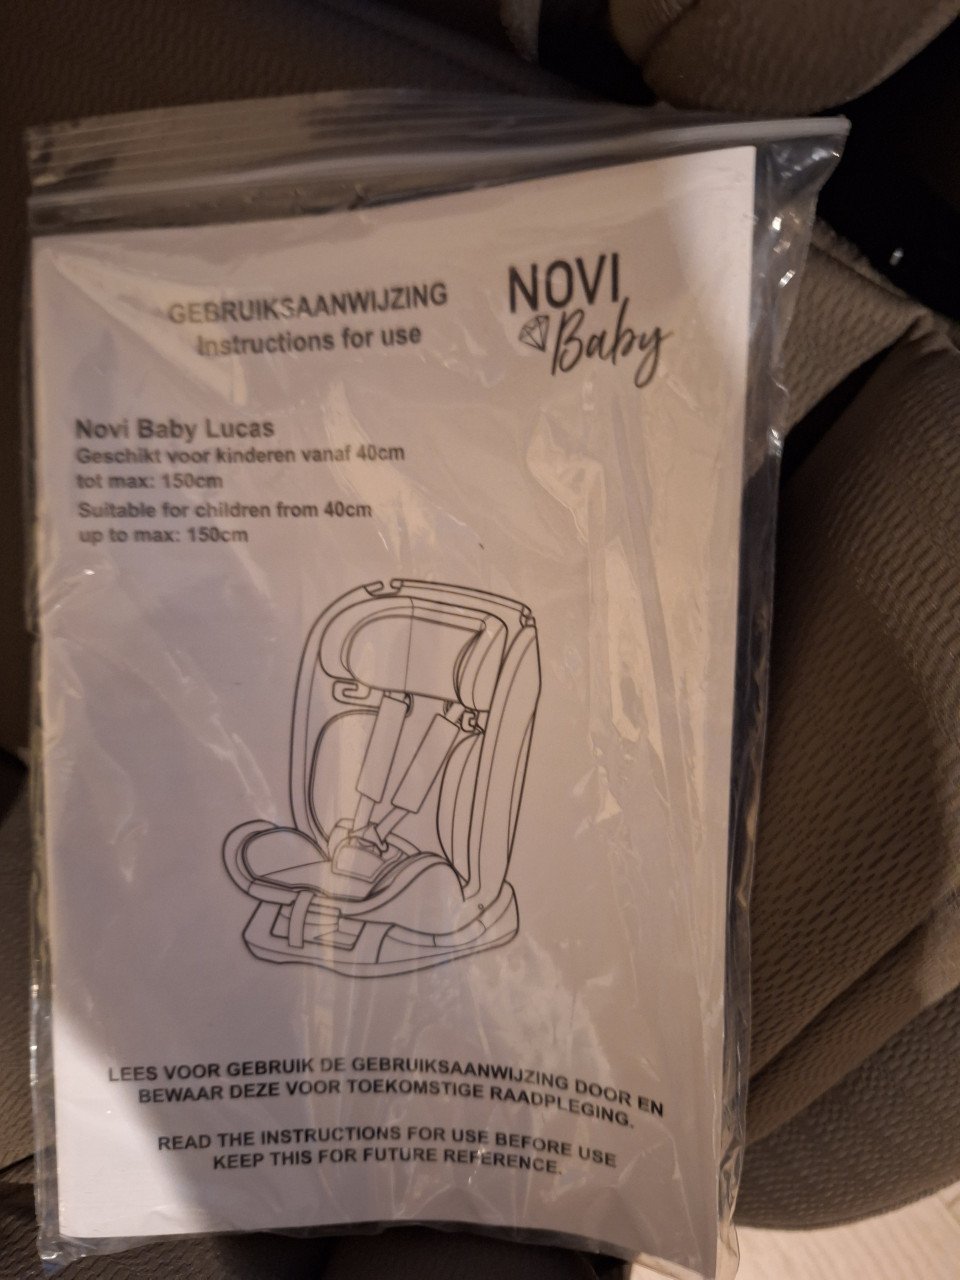 GEBRUIKSAANWIJZING
Instructions for use
NOVI
Baby
Novi Baby Lucas
Geschikt voor kinderen vanaf 40cm
tot max: 150cm
Suitable for children from 40cm
up to max: 150cm
LEES VOOR GEBRUIK DE GEBRUIKSAANWIJZING DOOR EN
BEWAAR DEZE VOOR TOEKOMSTIGE RAADPLEGING.
READ THE INSTRUCTIONS FOR USE BEFORE USE
KEEP THIS FOR FUTURE REFERENCE.